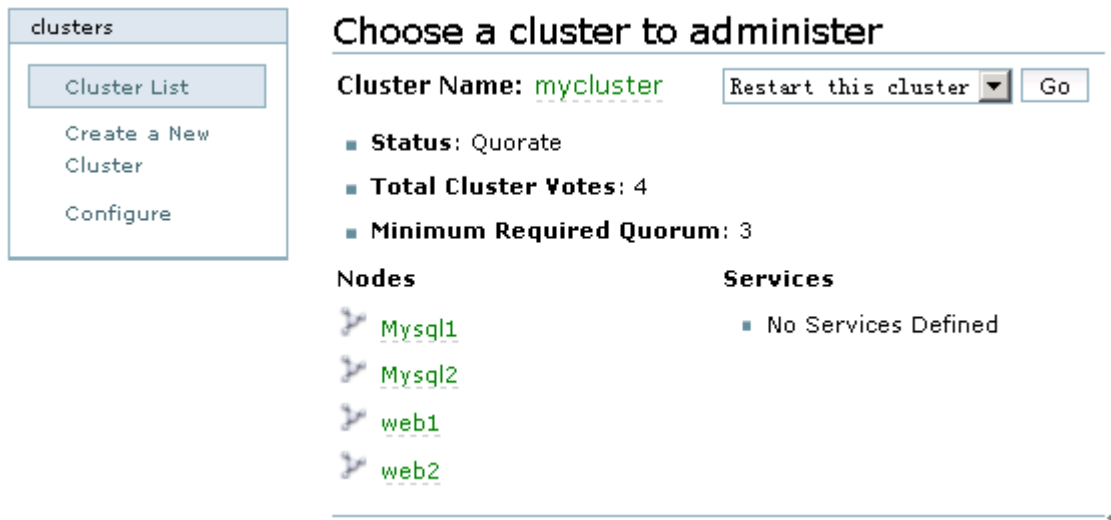 clusters
Cluster List
Create a New
Cluster
Configure
Choose a cluster to administer
Cluster Name: mycluster
Restart this cluster
Go
Status: Quorate
Total Cluster Votes: 4
Minimum Required Quorum: 3
Nodes
Mysql1
Mysql2
web1
web2
Services
No Services Defined